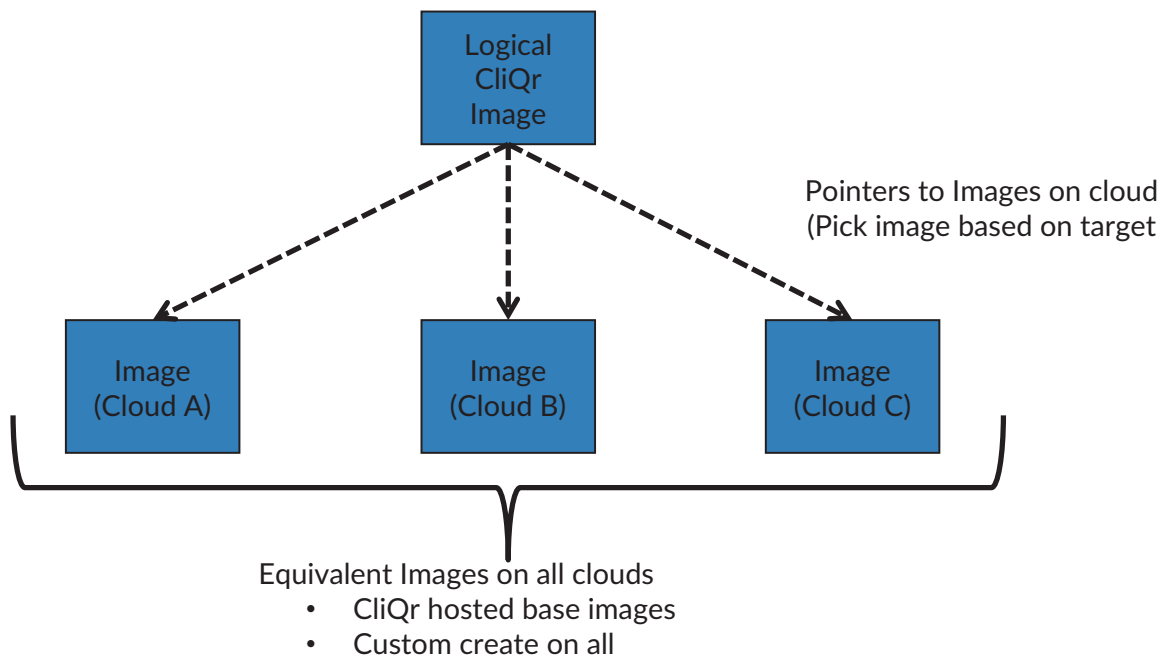 Logical
CliQr
Image
Pointers to Images on cloud
(Pick image based on target
Image
(Cloud A)
Image
(Cloud B)
Image
(Cloud C)
Equivalent Images on all clouds
• CliQr hosted base images
• Custom create on all